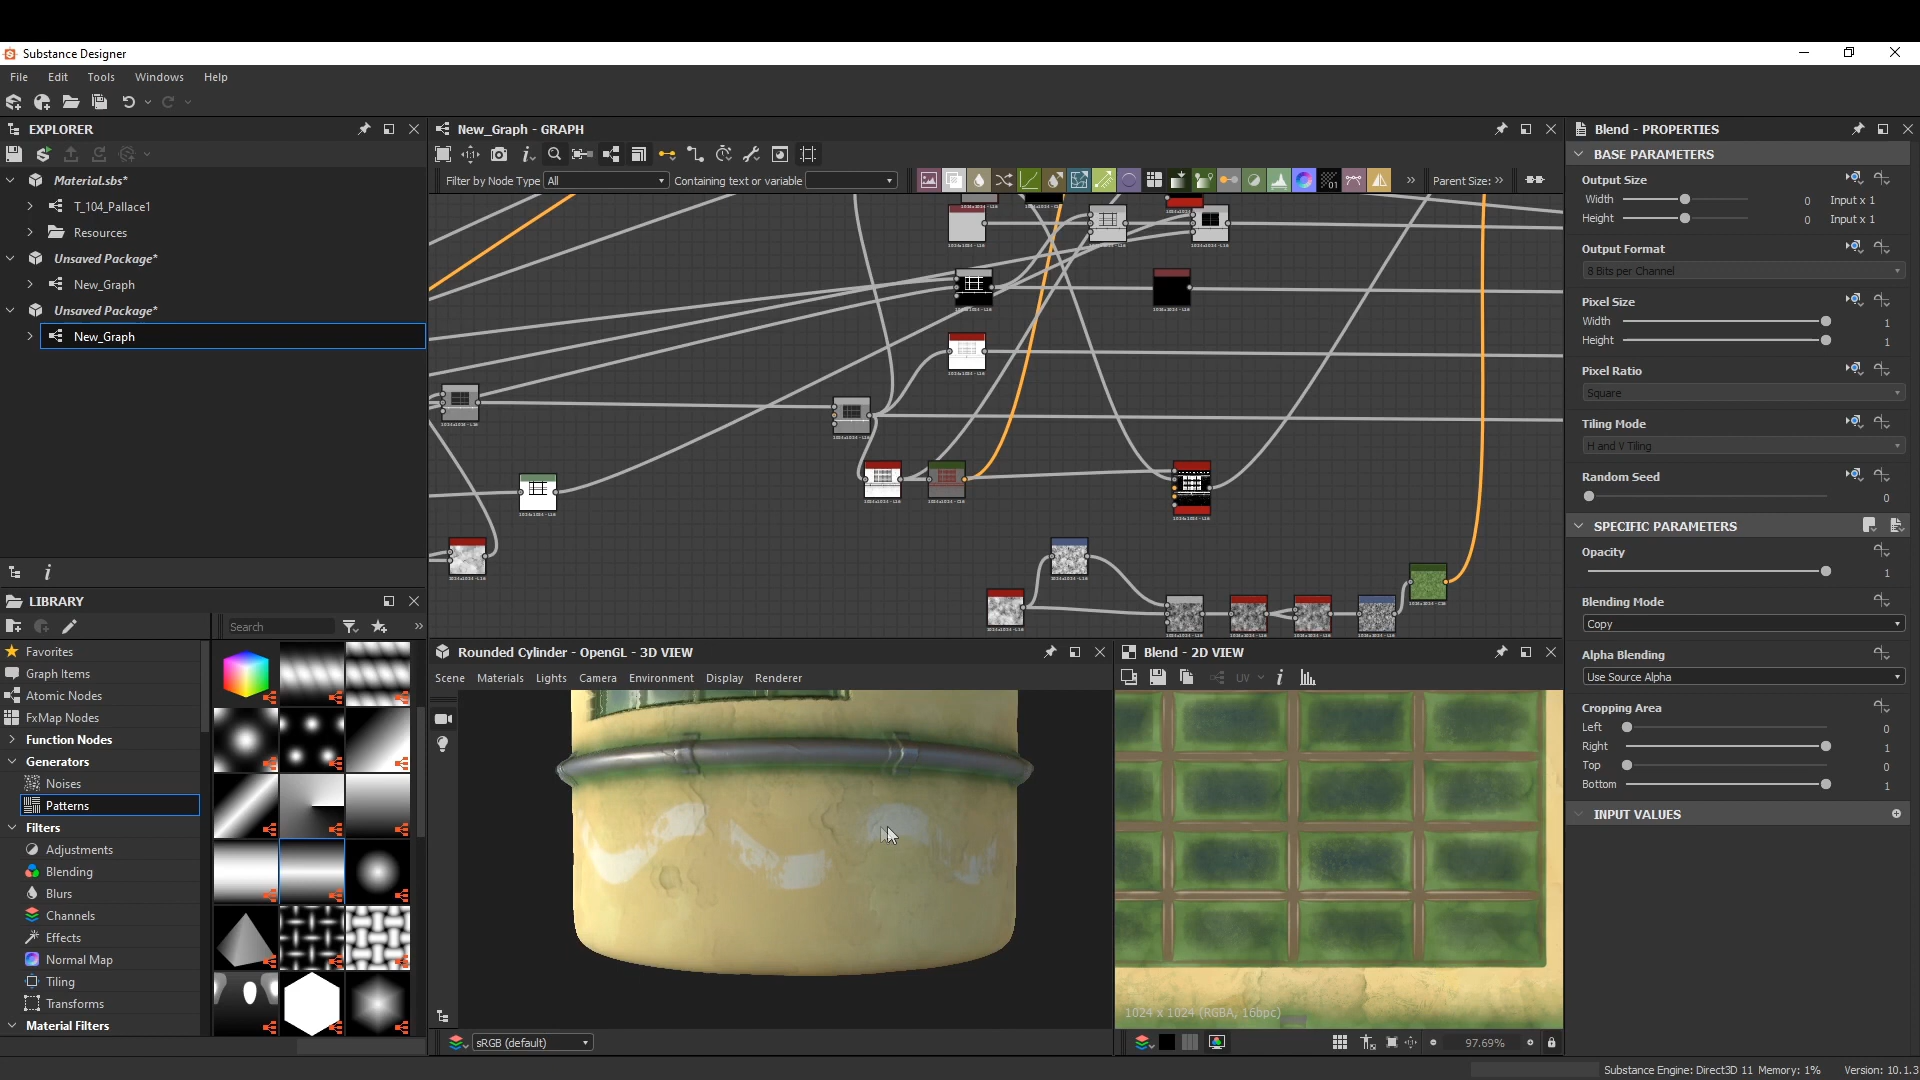 Substance Designer
File Edit Tools Windows Help
EXPLORER
Material.sbs*
T_104_Pallace1
Resources
Unsaved Package*
New_Graph
Unsaved Package*
New_Graph
LIBRARY
Search
Favorites
Graph Items
Atomic Nodes
FxMap Nodes
Function Nodes
Generators
Noises
Patterns
Filters
Adjustments
Blending
Blurs
Channels
Effects
Normal Map
Tiling
Transforms
Material Filters
New_Graph - GRAPH
Filter by Node Type All Containing text or variable
Parent Size:
Rounded Cylinder - OpenGL - 3D VIEW
Scene Materials Lights Camera Environment Display Renderer
sRGB (default)
Blend - 2D VIEW
UV
1024 x 1024 (RGBA, 16bpc)
97.69%
Blend - PROPERTIES
BASE PARAMETERS
Output Size
Width 0 Input x 1
Height 0 Input x 1
Output Format
8 Bits per Channel
Pixel Size
Width 1
Height 1
Pixel Ratio
Square
Tiling Mode
H and V Tiling
Random Seed
0
SPECIFIC PARAMETERS
Opacity
1
Blending Mode
Copy
Alpha Blending
Use Source Alpha
Cropping Area
Left 0
Right 1
Top 0
Bottom 1
INPUT VALUES
Substance Engine: Direct3D 11 Memory: 1% Version: 10.1.3